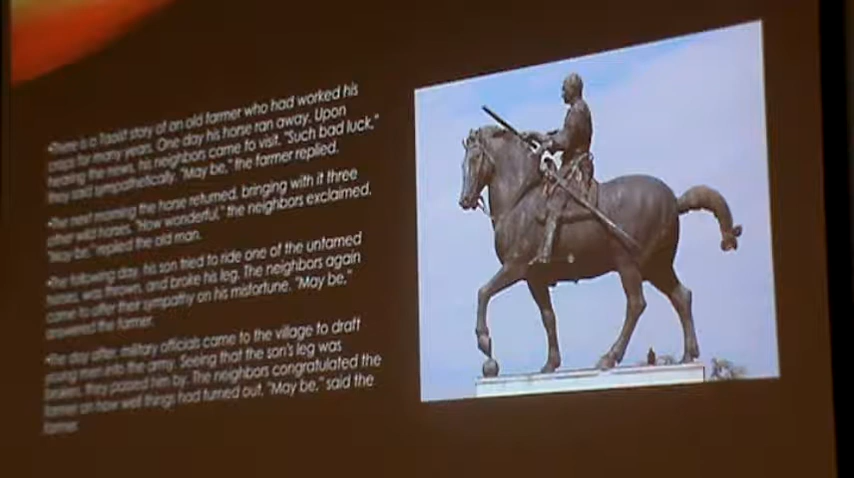 •There is a Taoist story of an old farmer who had worked his
crops for many years. One day his horse ran away. Upon
hearing the news, his neighbors came to visit. "Such bad luck,"
they said sympathetically. "May be," the farmer replied.
•The next morning the horse returned, bringing with it three
other wild horses. "How wonderful," the neighbors exclaimed.
"May be," replied the old man.
•The following day, his son tried to ride one of the untamed
horses, was thrown, and broke his leg. The neighbors again
came to offer their sympathy on his misfortune. "May be,"
answered the farmer.
•The day after, military officials came to the village to draft
young men into the army. Seeing that the son's leg was
broken, they passed him by. The neighbors congratulated the
farmer on how well things had turned out. "May be," said the
farmer.